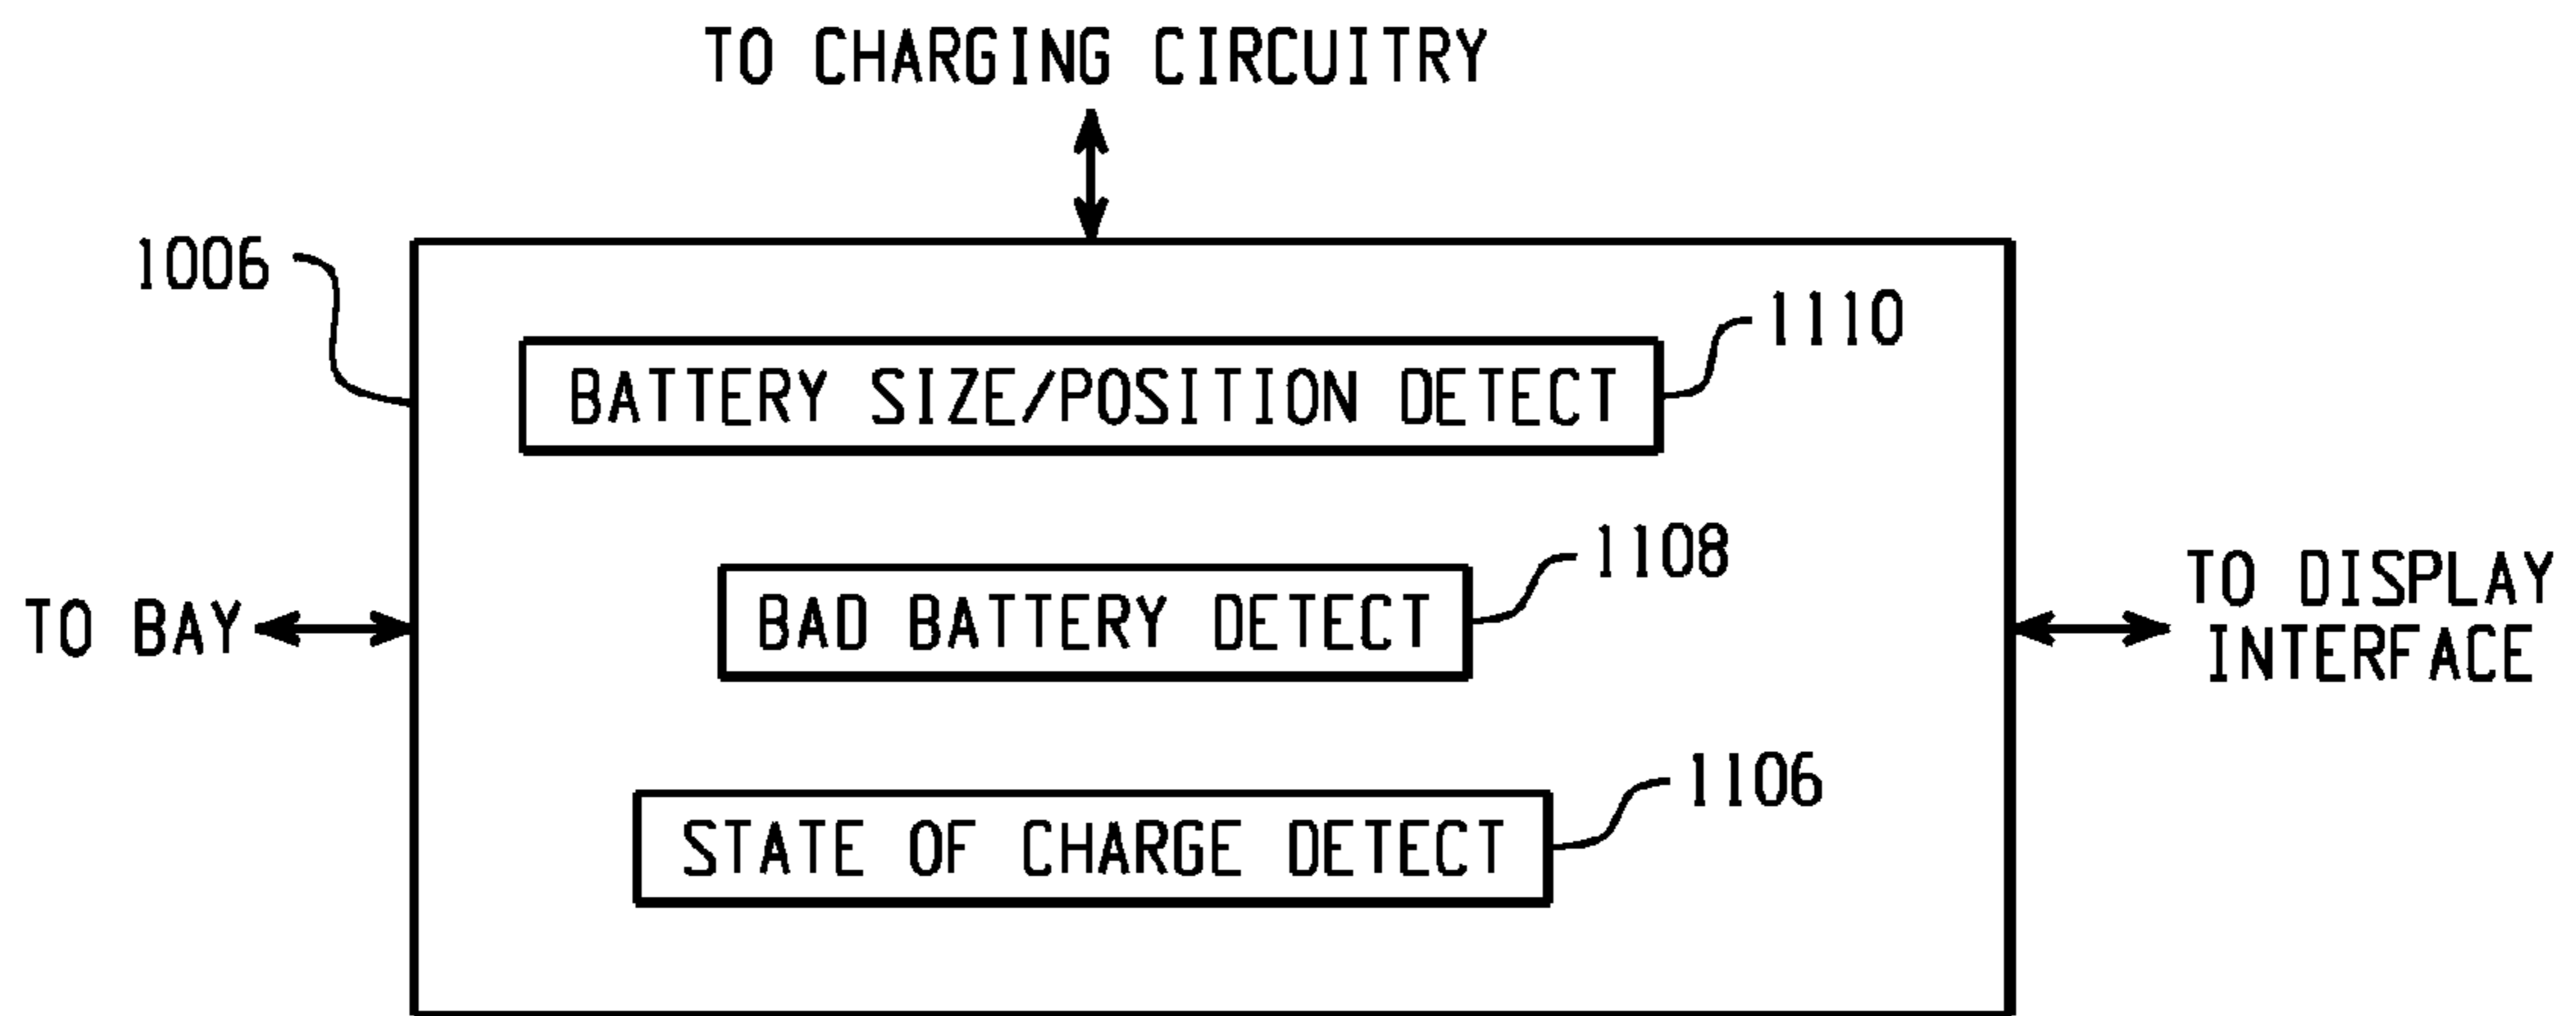 TO CHARGING CIRCUITRY
1006
1110
BATTERY SIZE/POSITION DETECT
1108
BAD BATTERY DETECT
TO BAY
TO DISPLAY
INTERFACE
1106
STATE OF CHARGE DETECT